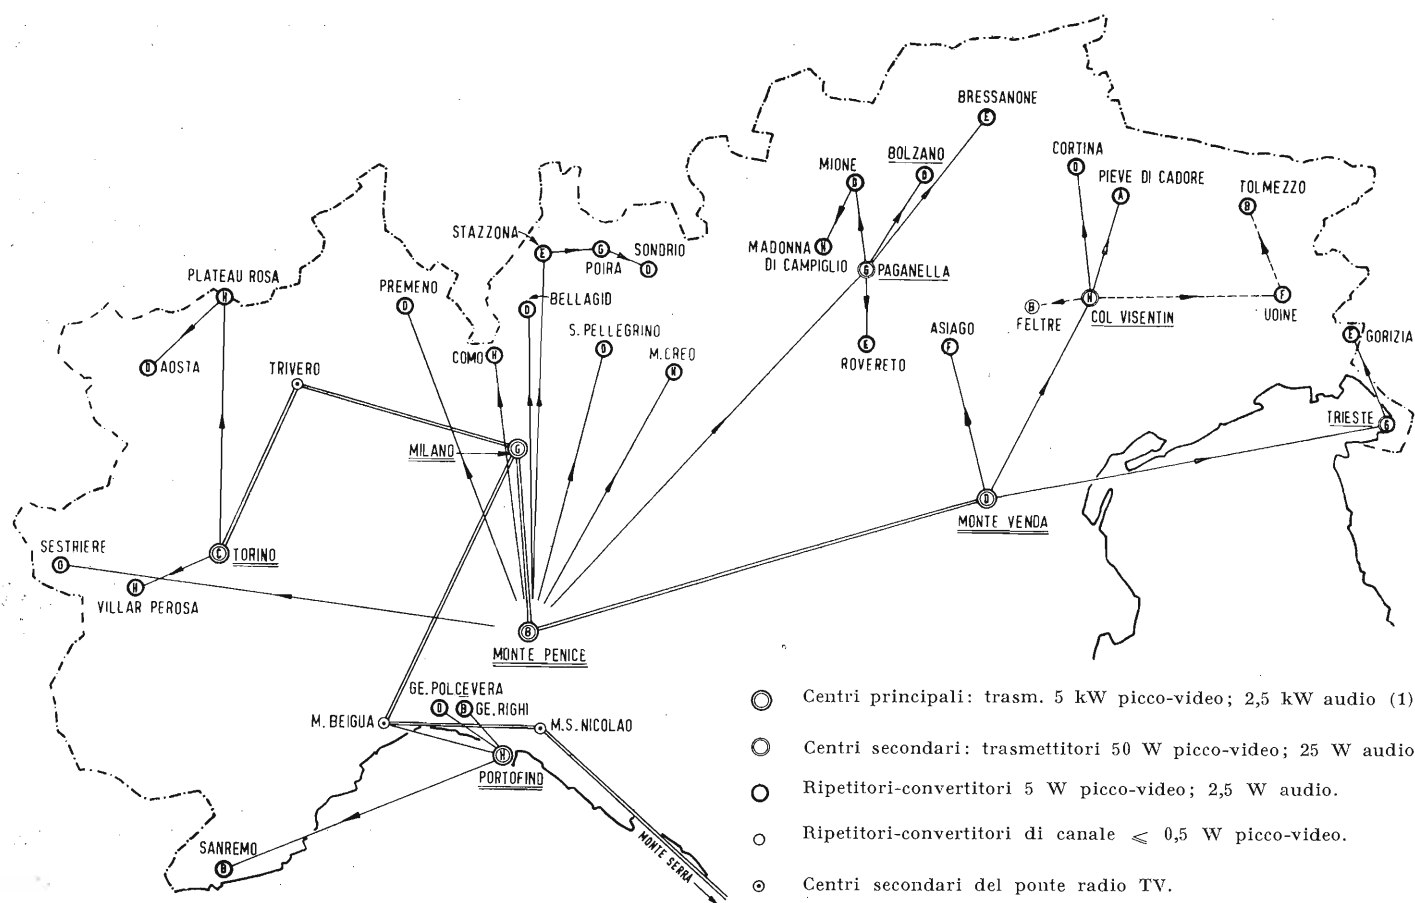 BRESSANONE
E
BOLZANO
D
CORTINA
D
MIONE
D
PIEVE DI CADORE
A
TOLMEZZO
B
STAZZONA
E
G
POIRA
SONDRIO
D
MADONNA
DI CAMPIGLIO
H
G
PAGANELLA
PLATEAU ROSA
H
PREMENO
D
BELLAGIO
D
S.PELLEGRINO
D
M.CREO
H
COMO
H
ASIAGO
F
ROVERETO
E
B
FELTRE
H
COL VISENTIN
F
UDINE
E
GORIZIA
D
AOSTA
TRIVERO
MILANO
G
TRIESTE
G
D
MONTE VENDA
SESTRIERE
D
C
TORINO
H
VILLAR PEROSA
B
MONTE PENICE
GE.POLCEVERA
D
B
GE.RIGHI
M.BEIGUA
M.S.NICOLAO
H
PORTOFINO
SANREMO
B
MONTE SERRA
Centri principali: trasm. 5 kW picco-video; 2,5 kW audio (1)
Centri secondari: trasmettitori 50 W picco-video; 25 W audio
Ripetitori-convertitori 5 W picco-video; 2,5 W audio.
Ripetitori-convertitori di canale ⩽ 0,5 W picco-video.
Centri secondari del ponte radio TV.